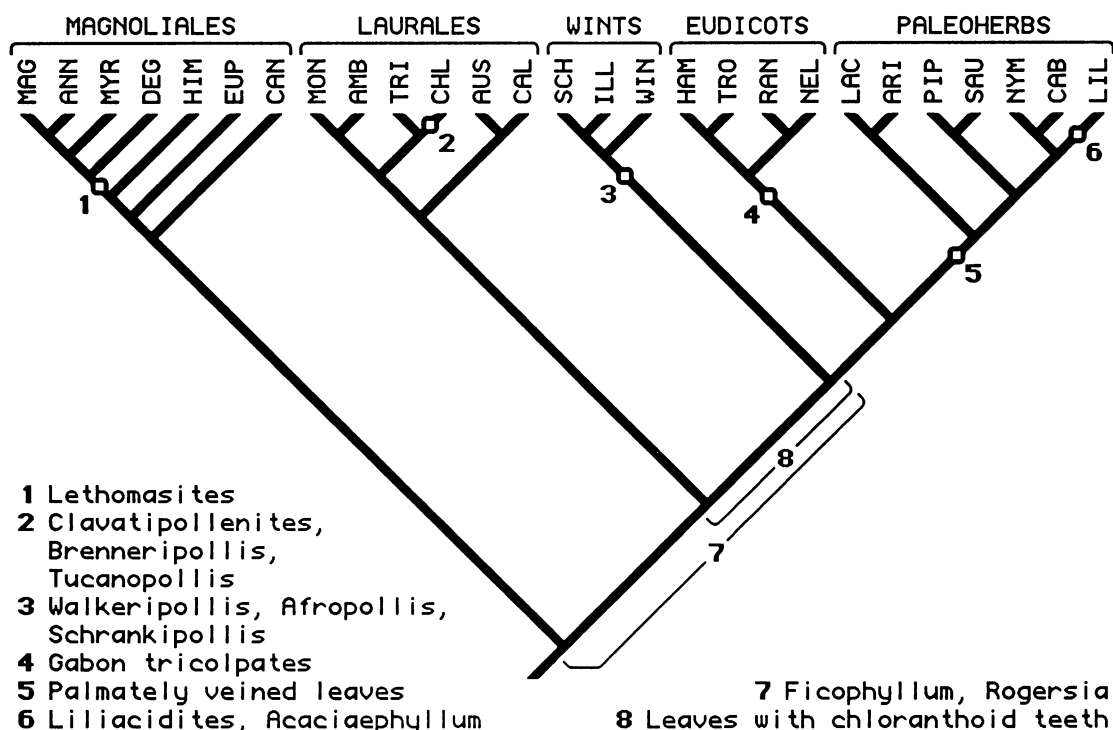 MAGNOLIALES LAURALES WINTS EUDICOTS PALEOHERBS
MAG ANN MYR DEG HIM EUP CAN MON AMB TRI CHL AUS CAL SCH ILL WIN HAM TRO RAN NEL LAC ARI PIP SAU NYM CAB LIL
2
6
1
3
4
5
8
7
1 Lethomasites
2 Clavatipollenites,
Brenneripollis,
Tucanopollis
3 Walkeripollis, Afropollis,
Schrankipollis
4 Gabon tricolpates
5 Palmately veined leaves
6 Liliacidites, Acaciaephyllum
7 Ficophyllum, Rogersia
8 Leaves with chloranthoid teeth